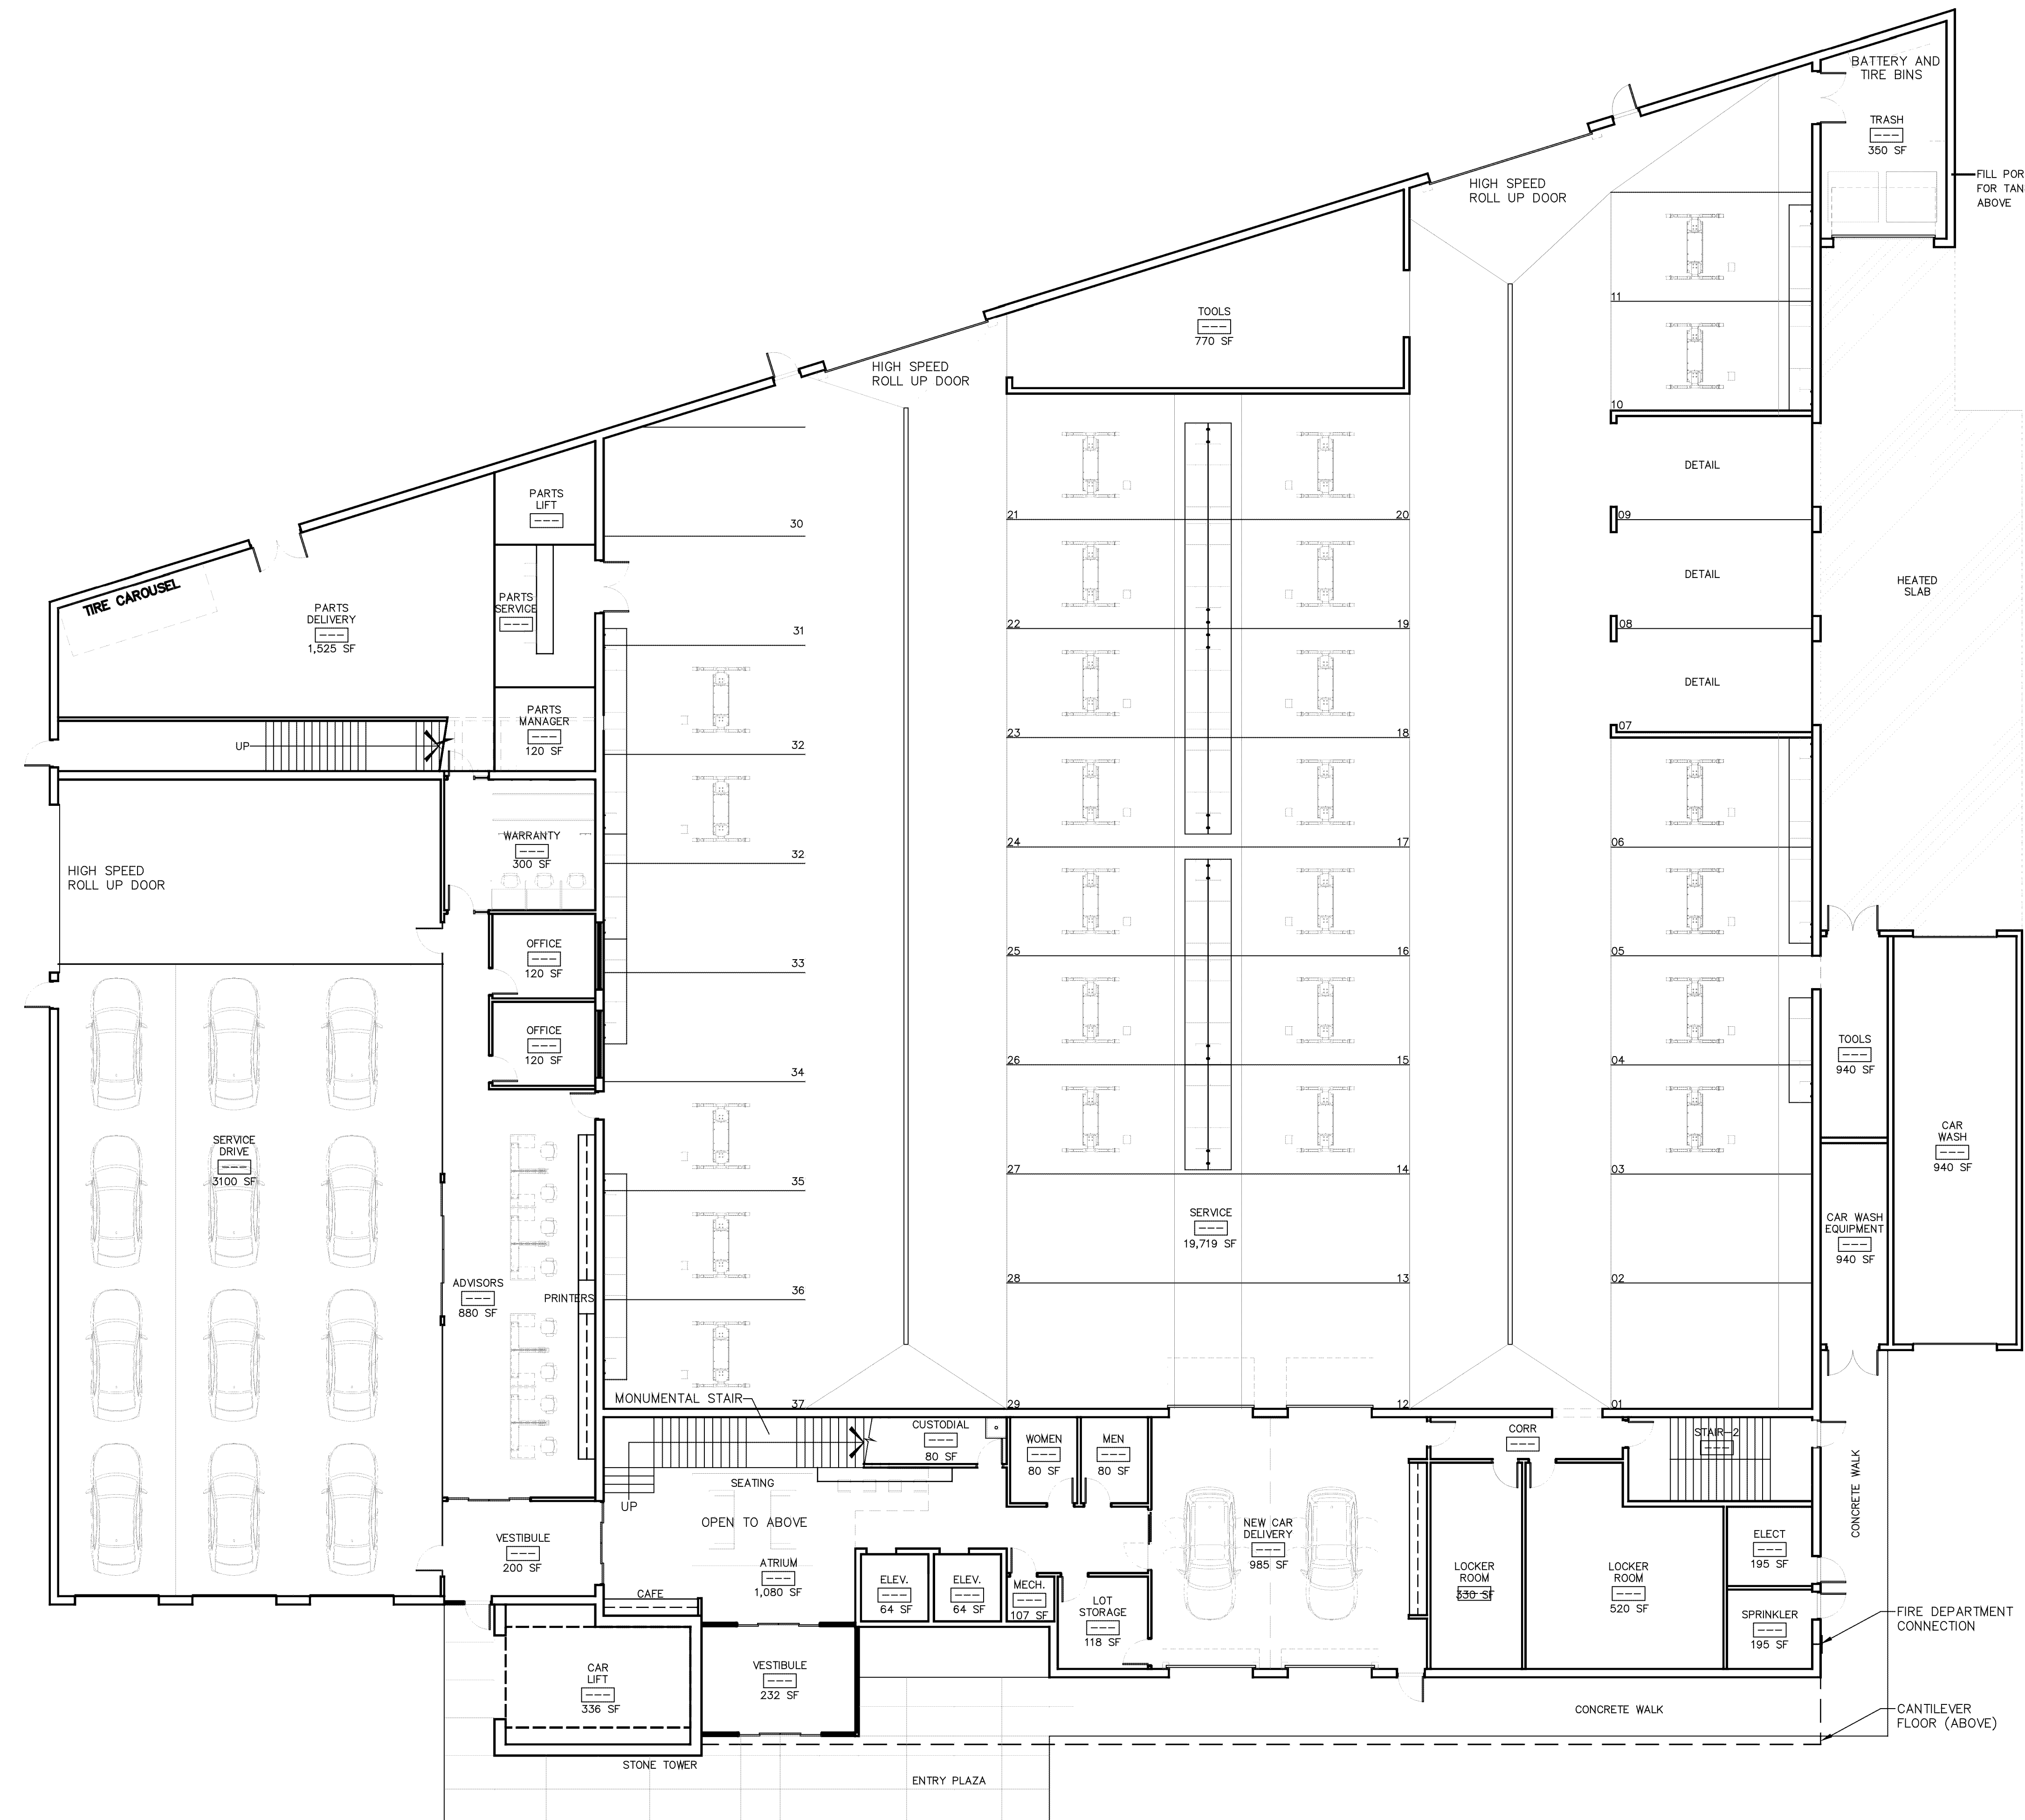 BATTERY AND
TIRE BINS
TRASH
---
350 SF
FILL POR
FOR TAN
ABOVE
HIGH SPEED
ROLL UP DOOR
TOOLS
---
770 SF
HIGH SPEED
ROLL UP DOOR
11
10
DETAIL
09
DETAIL
08
DETAIL
07
HEATED
SLAB
PARTS
LIFT
---
30
21
20
TIRE CAROUSEL
PARTS
DELIVERY
---
1,525 SF
PARTS
SERVICE
---
31
22
19
PARTS
MANAGER
---
120 SF
UP
32
23
18
WARRANTY
---
300 SF
32
24
17
06
HIGH SPEED
ROLL UP DOOR
OFFICE
---
120 SF
33
25
16
05
OFFICE
---
120 SF
34
26
15
04
TOOLS
---
940 SF
SERVICE
DRIVE
---
3100 SF
35
27
14
03
CAR
WASH
---
940 SF
SERVICE
---
19,719 SF
CAR WASH
EQUIPMENT
---
940 SF
ADVISORS
---
880 SF
PRINTERS
36
28
13
02
MONUMENTAL STAIR
37
29
12
01
CUSTODIAL
---
80 SF
WOMEN
---
80 SF
MEN
---
80 SF
CORR
---
STAIR-2
---
CONCRETE WALK
SEATING
UP
OPEN TO ABOVE
VESTIBULE
---
200 SF
ATRIUM
---
1,080 SF
CAFE
ELEV.
---
64 SF
ELEV.
---
64 SF
MECH.
---
107 SF
LOT
STORAGE
---
118 SF
NEW CAR
DELIVERY
---
985 SF
LOCKER
ROOM
---
330 SF
LOCKER
ROOM
---
520 SF
ELECT
---
195 SF
SPRINKLER
---
195 SF
FIRE DEPARTMENT
CONNECTION
CAR
LIFT
---
336 SF
VESTIBULE
---
232 SF
CONCRETE WALK
CANTILEVER
FLOOR (ABOVE)
STONE TOWER
ENTRY PLAZA